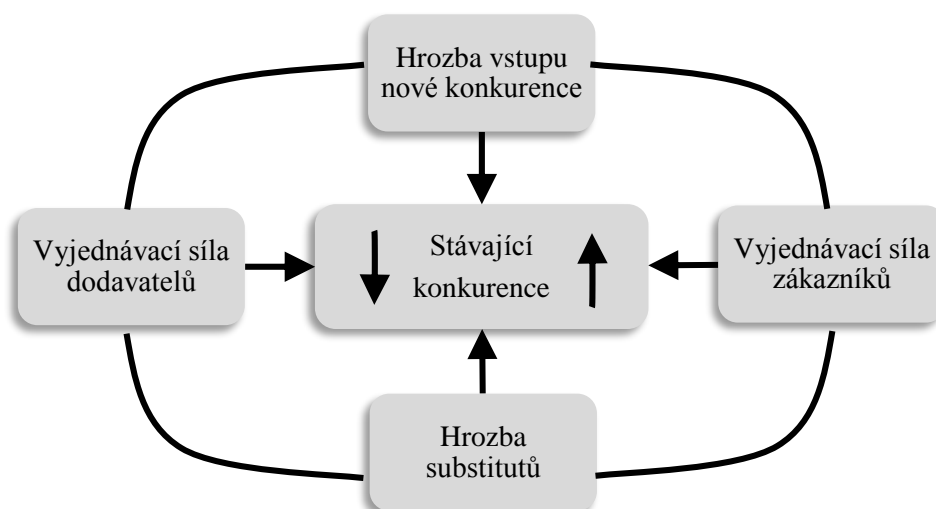 Hrozba vstupu
nové konkurence
Vyjednávací síla
dodavatelů
Stávající
konkurence
Vyjednávací síla
zákazníků
Hrozba
substitutů